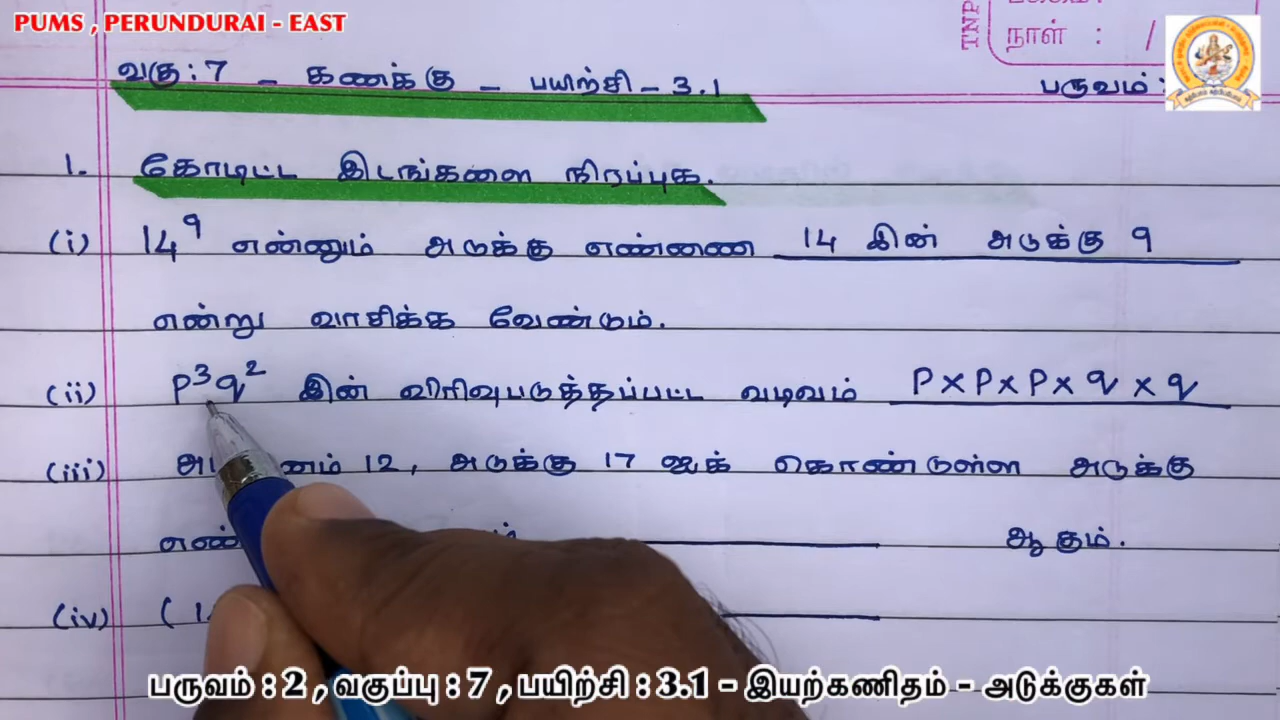 PUMS , PERUNDURAI - EAST
TNP
நாள் : /
வகு : 7 - கணக்கு - பயிற்சி - 3.1
பருவம் :
1. கோடிட்ட இடங்களை நிரப்புக.
(i) 14⁹ என்னும் அடுக்கு எண்ணை 14 இன் அடுக்கு 9
என்று வாசிக்க வேண்டும்.
(ii) p³q² இன் விரிவுபடுத்தப்பட்ட வடிவம் P × P × P × q × q
(iii) 12 , அடுக்கு 17 ஐக் கொண்டுள்ள அடுக்கு
ஆகும்.
(iv) (
பருவம் : 2 , வகுப்பு : 7 , பயிற்சி : 3.1 - இயற்கணிதம் - அடுக்குகள்